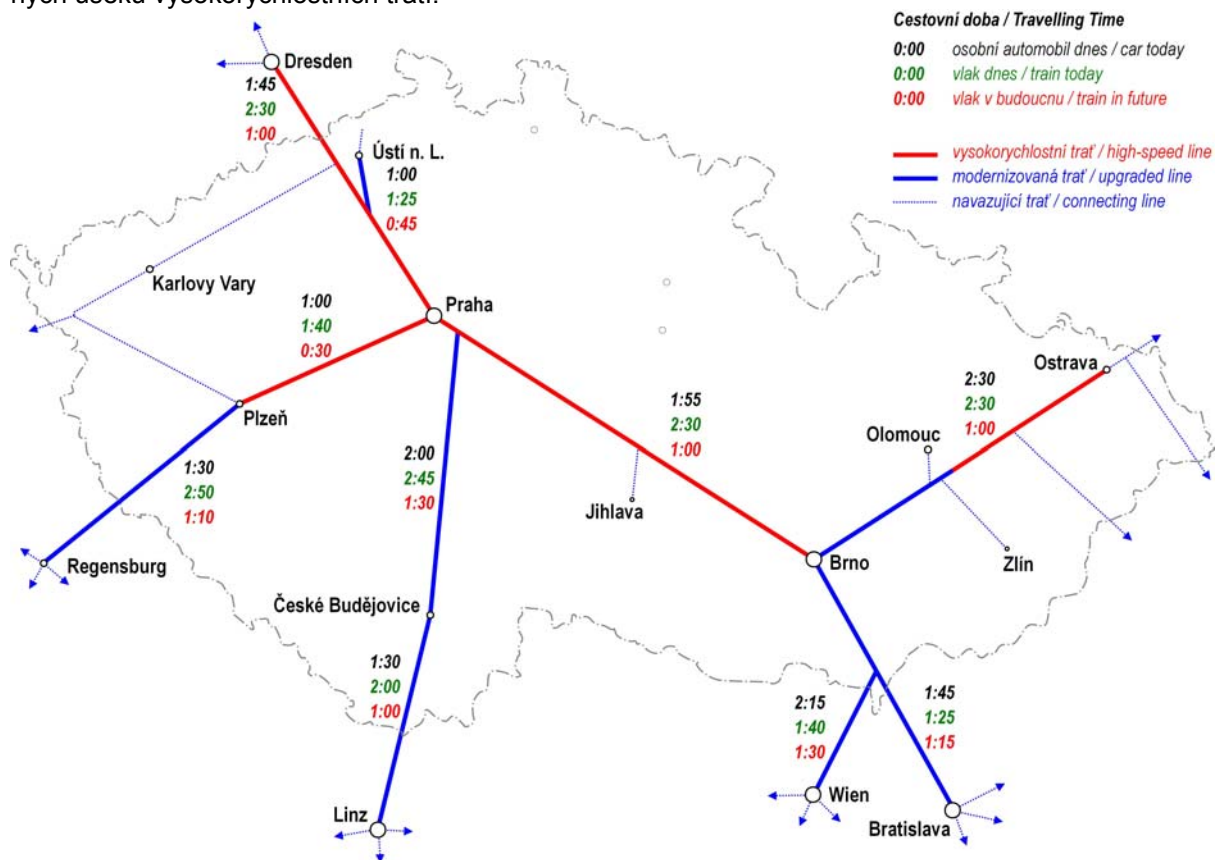 ných úseků vysokorychlostních tratí.
Cestovní doba / Travelling Time
0:00 osobní automobil dnes / car today
0:00 vlak dnes / train today
0:00 vlak v budoucnu / train in future
vysokorychlostní trať / high-speed line
modernizovaná trať / upgraded line
navazující trať / connecting line
Dresden
1:45
2:30
1:00
Ústí n. L.
1:00
1:25
0:45
Karlovy Vary
Praha
1:00
1:40
0:30
Plzeň
1:30
2:50
1:10
Regensburg
2:00
2:45
1:30
České Budějovice
1:30
2:00
1:00
Linz
1:55
2:30
1:00
Jihlava
Ostrava
2:30
2:30
1:00
Olomouc
Brno
Zlín
2:15
1:40
1:30
Wien
1:45
1:25
1:15
Bratislava